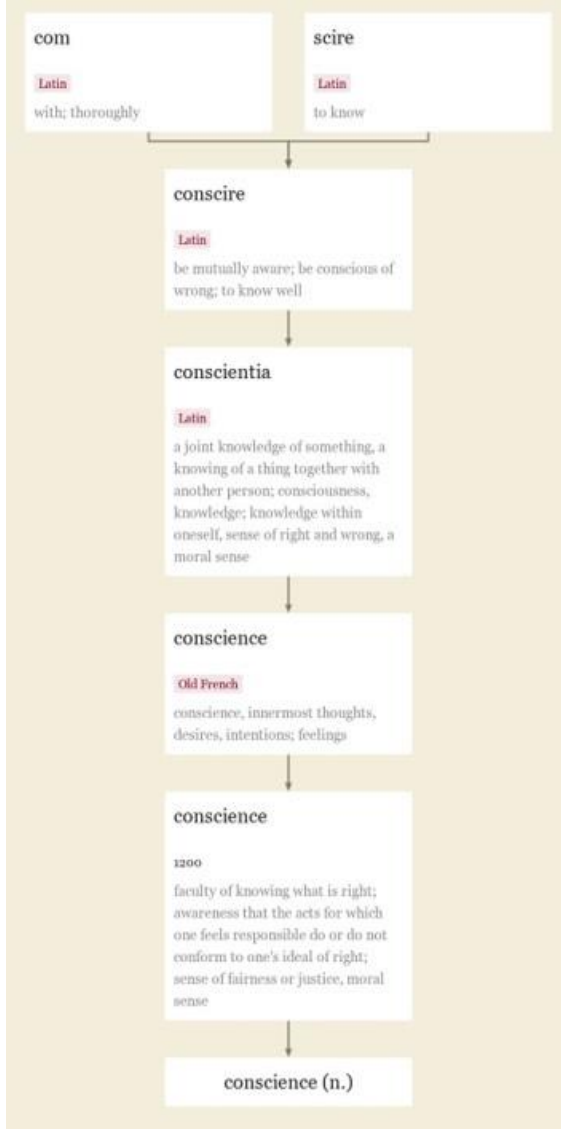 com
Latin
with; thoroughly
scire
Latin
to know
conscire
Latin
be mutually aware; be conscious of
wrong; to know well
conscientia
Latin
a joint knowledge of something, a
knowing of a thing together with
another person; consciousness,
knowledge; knowledge within
oneself, sense of right and wrong, a
moral sense
conscience
Old French
conscience, innermost thoughts,
desires, intentions; feelings
conscience
1200
faculty of knowing what is right;
awareness that the acts for which
one feels responsible do or do not
conform to one's ideal of right;
sense of fairness or justice, moral
sense
conscience (n.)